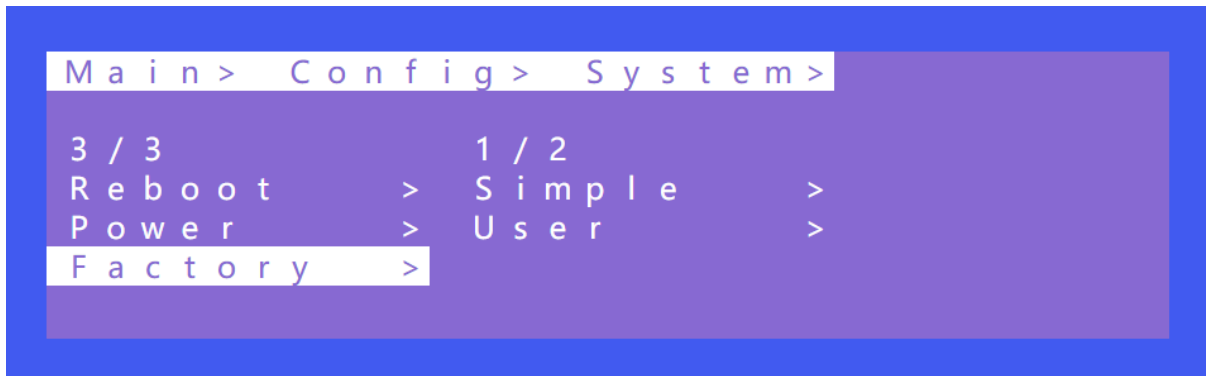 Main> Config> System>
3/3 1/2
Reboot > Simple >
Power > User >
Factory >